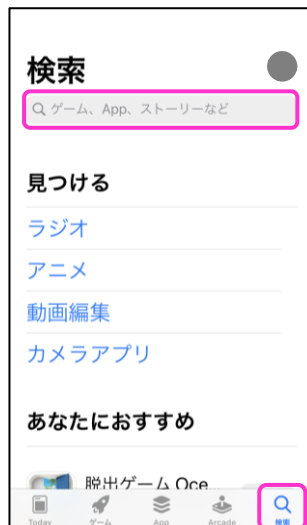 検索
ゲーム、App、ストーリーなど
見つける
ラジオ
アニメ
動画編集
カメラアプリ
あなたにおすすめ
脱出ゲーム Oce...
Today ゲーム App Arcade 検索